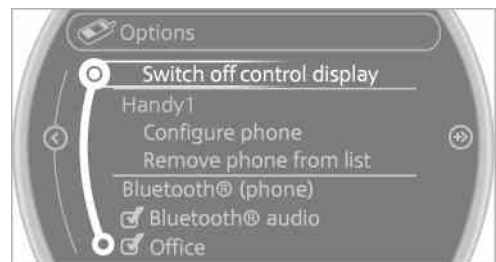 Options
Switch off control display
Handy1
Configure phone
Remove phone from list
Bluetooth® (phone)
Bluetooth® audio
Office